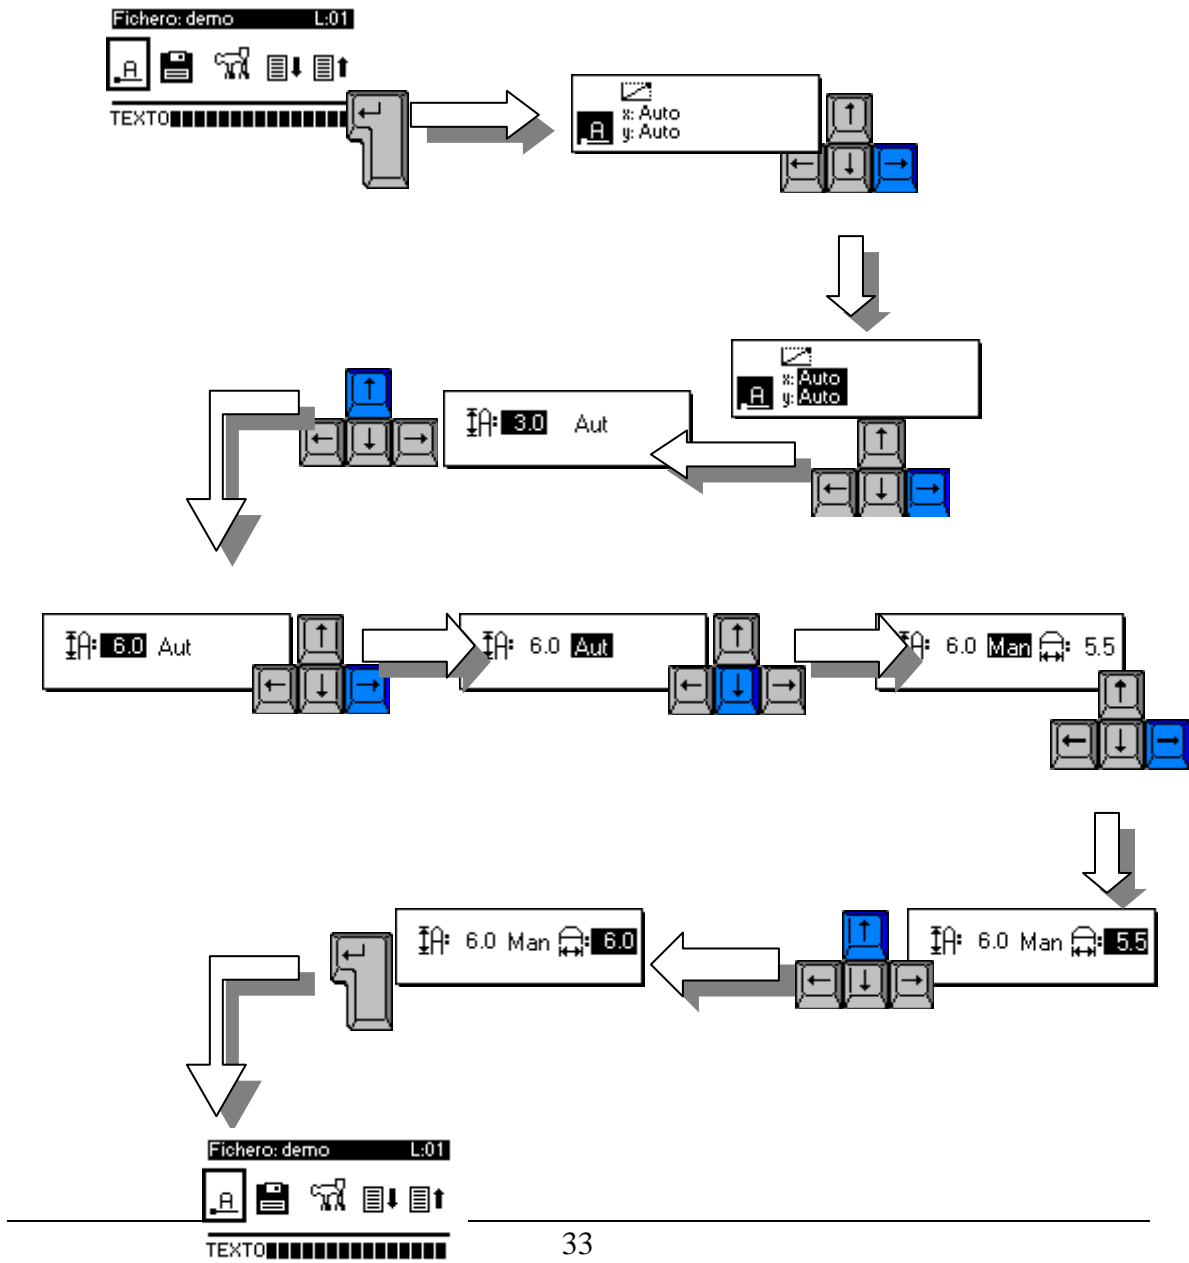 Fichero: demo L:01
A
TEXTO
x: Auto
y: Auto
A
x: Auto
y: Auto
A
A: 3.0 Aut
A: 6.0 Aut
A: 6.0 Aut
A: 6.0 Man : 5.5
A: 6.0 Man : 6.0
A: 6.0 Man : 5.5
Fichero: demo L:01
A
TEXTO
33